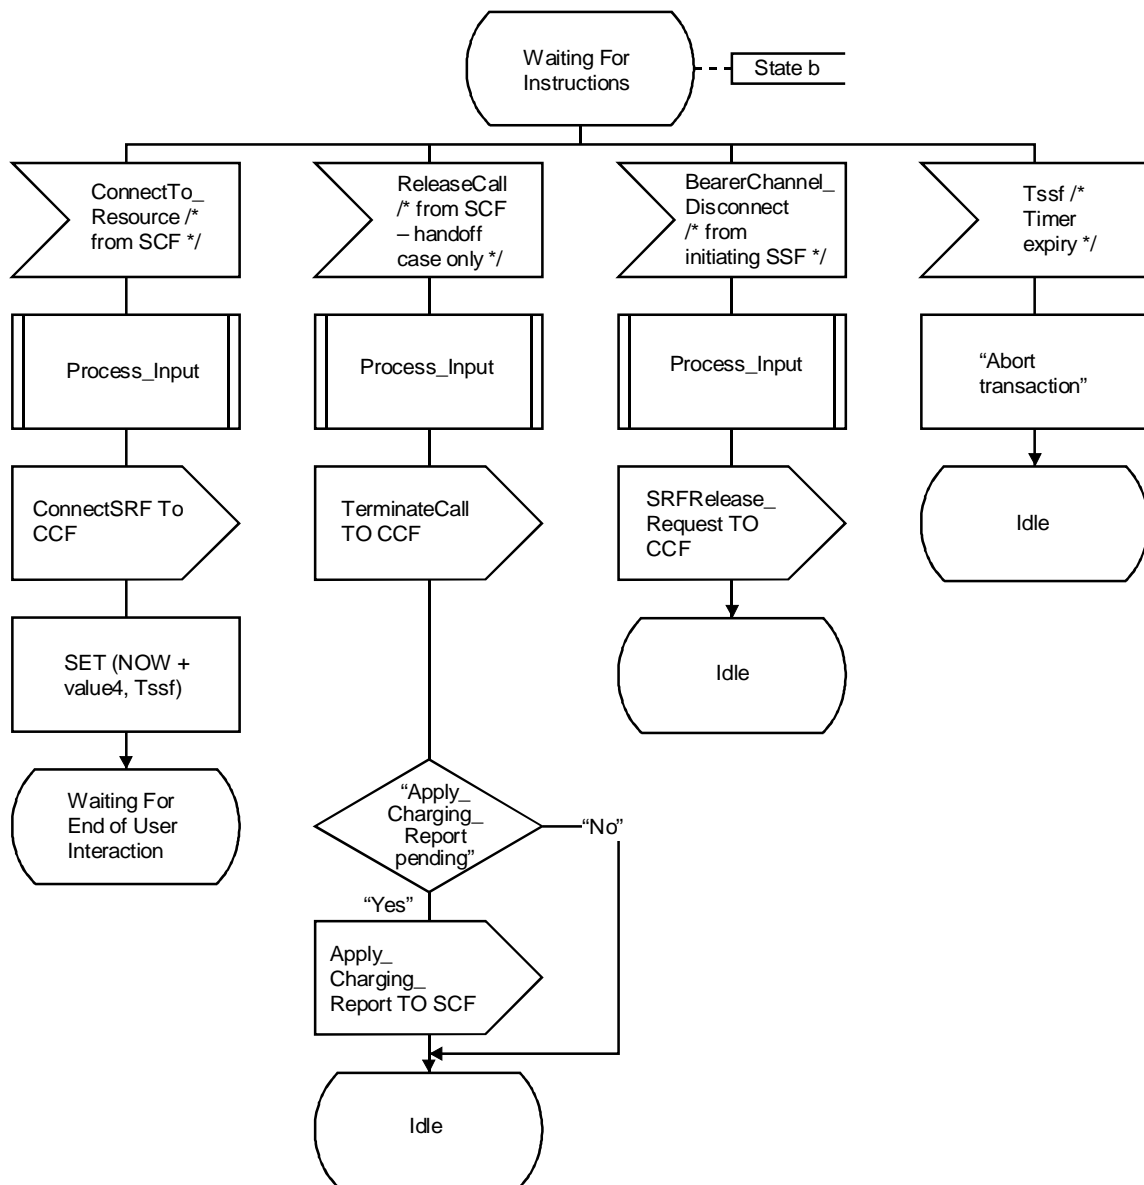 Waiting For
Instructions
State b
ConnectTo_
Resource /*
from SCF */
ReleaseCall
/* from SCF
– handoff
case only */
BearerChannel_
Disconnect
/* from
initiating SSF */
Tssf /*
Timer
expiry */
Process_Input
Process_Input
Process_Input
“Abort
transaction”
ConnectSRF To
CCF
TerminateCall
TO CCF
SRFRelease_
Request TO
CCF
Idle
SET (NOW +
value4, Tssf)
Idle
Waiting For
End of User
Interaction
“Apply_
Charging_
Report
pending”
“No”
“Yes”
Apply_
Charging_
Report TO SCF
Idle